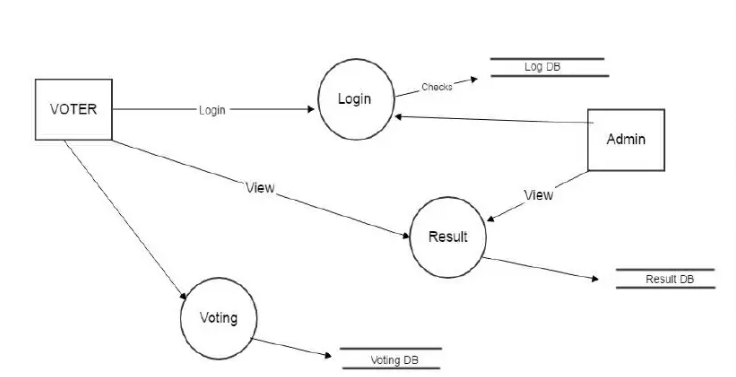 Log DB
Checks
Login
VOTER
Login
Admin
View
View
Result
Result DB
Voting
Voting DB